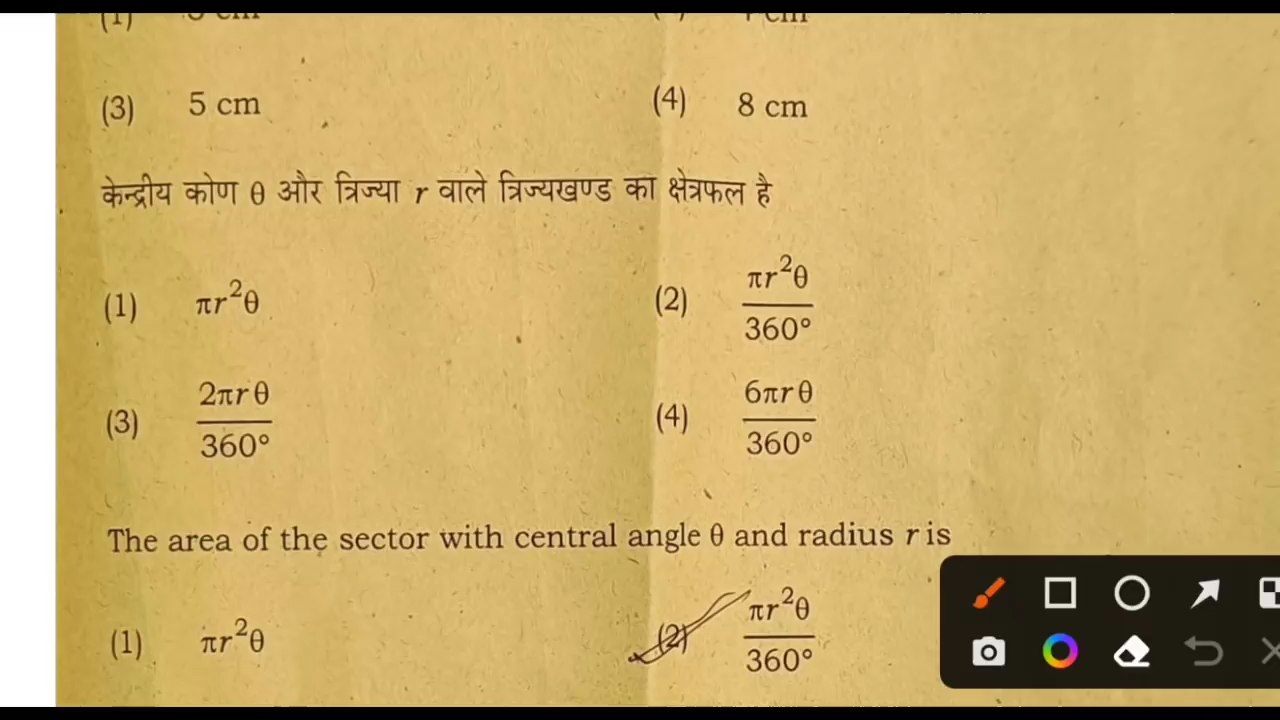 (3) 5 cm (4) 8 cm
केन्द्रीय कोण θ और त्रिज्या r वाले त्रिज्यखण्ड का क्षेत्रफल है
(1) πr²θ (2) πr²θ/360°
(3) 2πrθ/360° (4) 6πrθ/360°
The area of the sector with central angle θ and radius r is
(1) πr²θ (2) πr²θ/360°